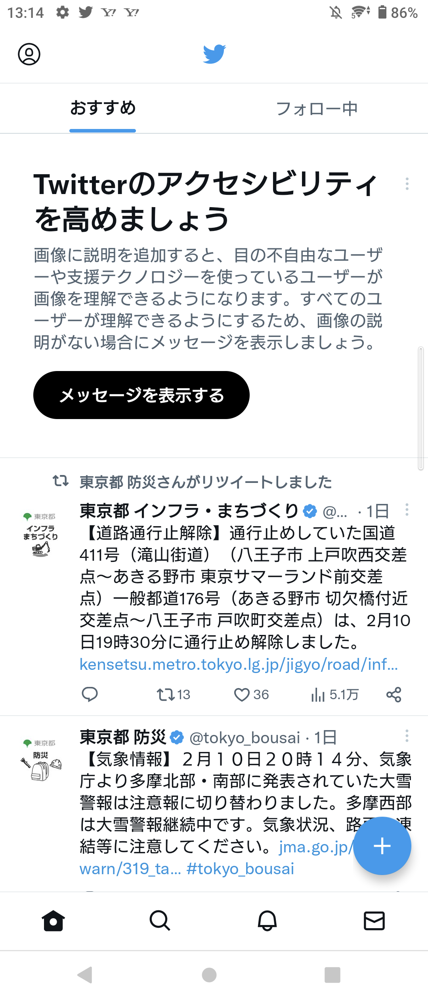 13:14
86%
おすすめ
フォロー中
Twitterのアクセシビリティ
を高めましょう
画像に説明を追加すると、目の不自由なユーザ
ーや支援テクノロジーを使っているユーザーが
画像を理解できるようになります。すべてのユ
ーザーが理解できるようにするため、画像の説
明がない場合にメッセージを表示しましょう。
メッセージを表示する
東京都 防災さんがリツイートしました
東京都 インフラ・まちづくり @... · 1日
東京都
インフラ
まちづくり
【道路通行止解除】通行止めしていた国道
411号（滝山街道）（八王子市 上戸吹西交差
点〜あきる野市 東京サマーランド前交差
点）一般都道176号（あきる野市 切欠橋付近
交差点〜八王子市 戸吹町交差点）は、2月10
日19時30分に通行止め解除しました。
kensetsu.metro.tokyo.lg.jp/jigyo/road/inf...
13
36
5.1万
東京都 防災 @tokyo_bousai · 1日
東京都
防災
【気象情報】２月１０日２０時１４分、気象
庁より多摩北部・南部に発表されていた大雪
警報は注意報に切り替わりました。多摩西部
は大雪警報継続中です。気象状況、路 凍
結等に注意してください。jma.go.jp/
warn/319_ta... #tokyo_bousai